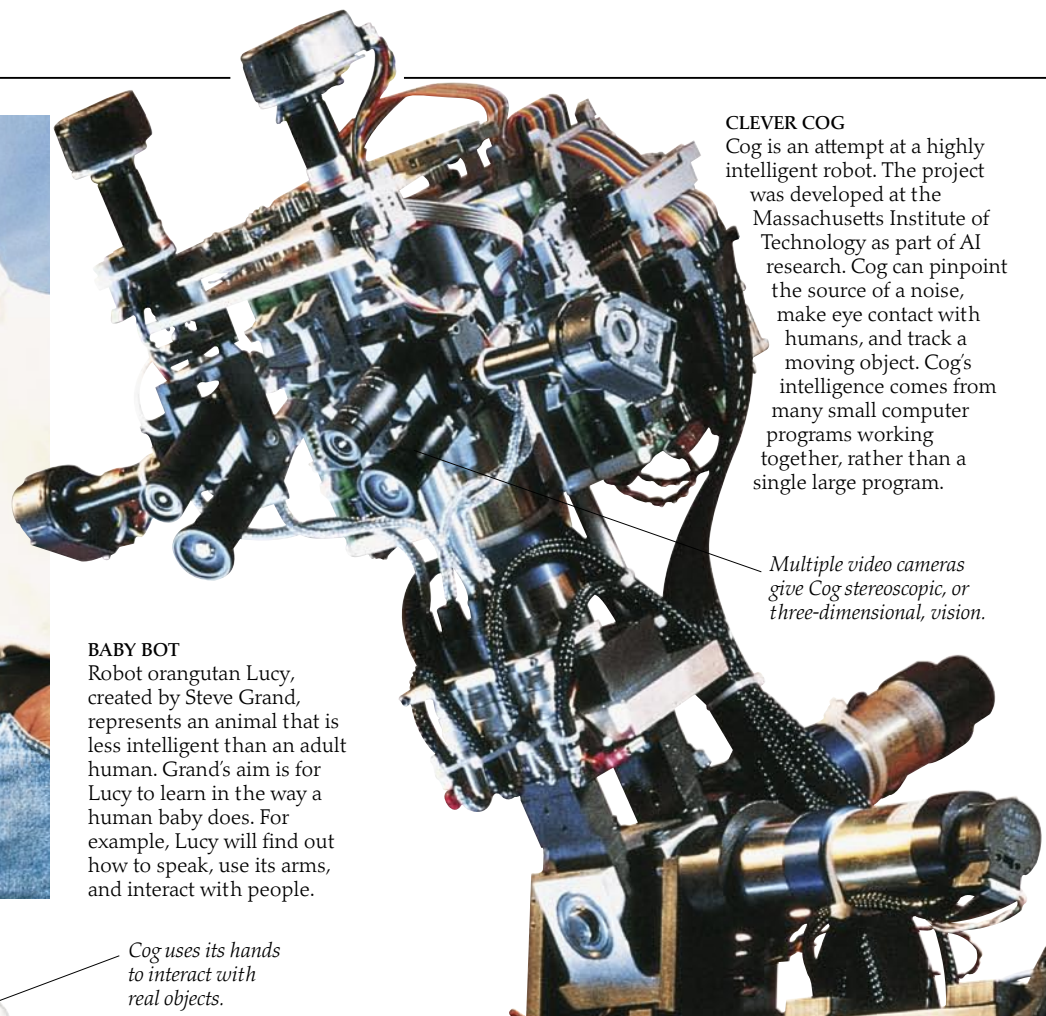 CLEVER COG
Cog is an attempt at a highly
intelligent robot. The project
was developed at the
Massachusetts Institute of
Technology as part of AI
research. Cog can pinpoint
the source of a noise,
make eye contact with
humans, and track a
moving object. Cog’s
intelligence comes from
many small computer
programs working
together, rather than a
single large program.
Multiple video cameras
give Cog stereoscopic, or
three-dimensional, vision.
BABY BOT
Robot orangutan Lucy,
created by Steve Grand,
represents an animal that is
less intelligent than an adult
human. Grand’s aim is for
Lucy to learn in the way a
human baby does. For
example, Lucy will find out
how to speak, use its arms,
and interact with people.
Cog uses its hands
to interact with
real objects.